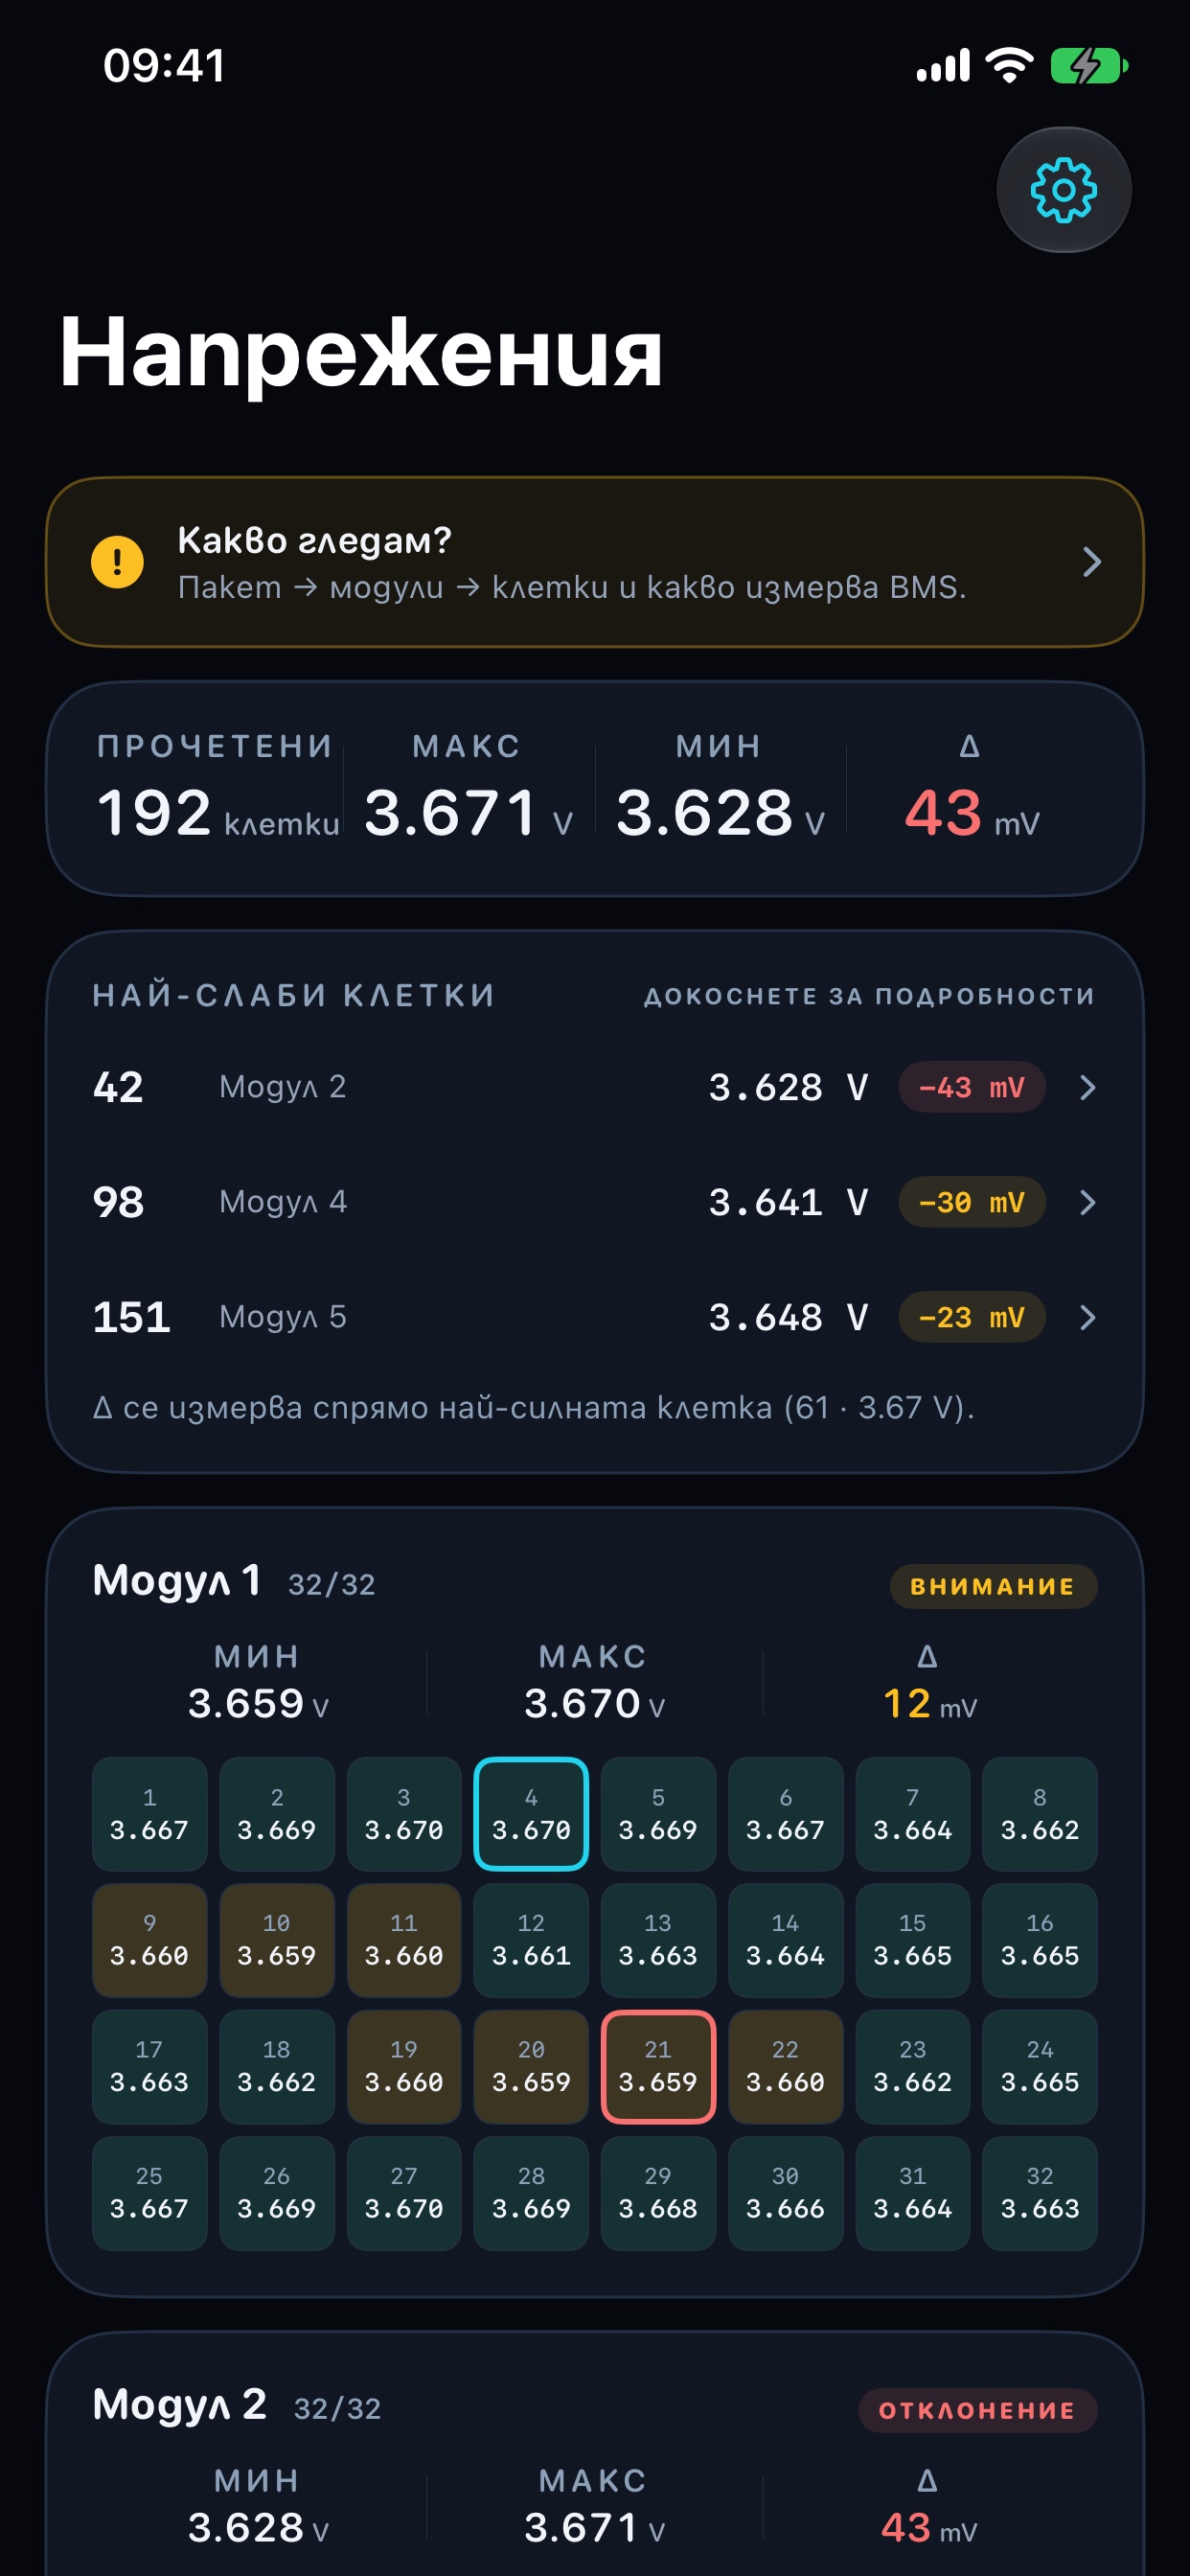 09:41
Напрежения
Какво гледам?
Пакет → модули → клетки и какво измерва BMS.
ПРОЧЕТЕНИ МАКС МИН Δ
192 клетки 3.671 V 3.628 V 43 mV
НАЙ-СЛАБИ КЛЕТКИ ДОКОСНЕТЕ ЗА ПОДРОБНОСТИ
42 Модул 2 3.628 V −43 mV
98 Модул 4 3.641 V −30 mV
151 Модул 5 3.648 V −23 mV
Δ се измерва спрямо най-силната клетка (61 · 3.67 V).
Модул 1 32/32 ВНИМАНИЕ
МИН МАКС Δ
3.659 V 3.670 V 12 mV
1 2 3 4 5 6 7 8
3.667 3.669 3.670 3.670 3.669 3.667 3.664 3.662
9 10 11 12 13 14 15 16
3.660 3.659 3.660 3.661 3.663 3.664 3.665 3.665
17 18 19 20 21 22 23 24
3.663 3.662 3.660 3.659 3.659 3.660 3.662 3.665
25 26 27 28 29 30 31 32
3.667 3.669 3.670 3.669 3.668 3.666 3.664 3.663
Модул 2 32/32 ОТКЛОНЕНИЕ
МИН МАКС Δ
3.628 V 3.671 V 43 mV